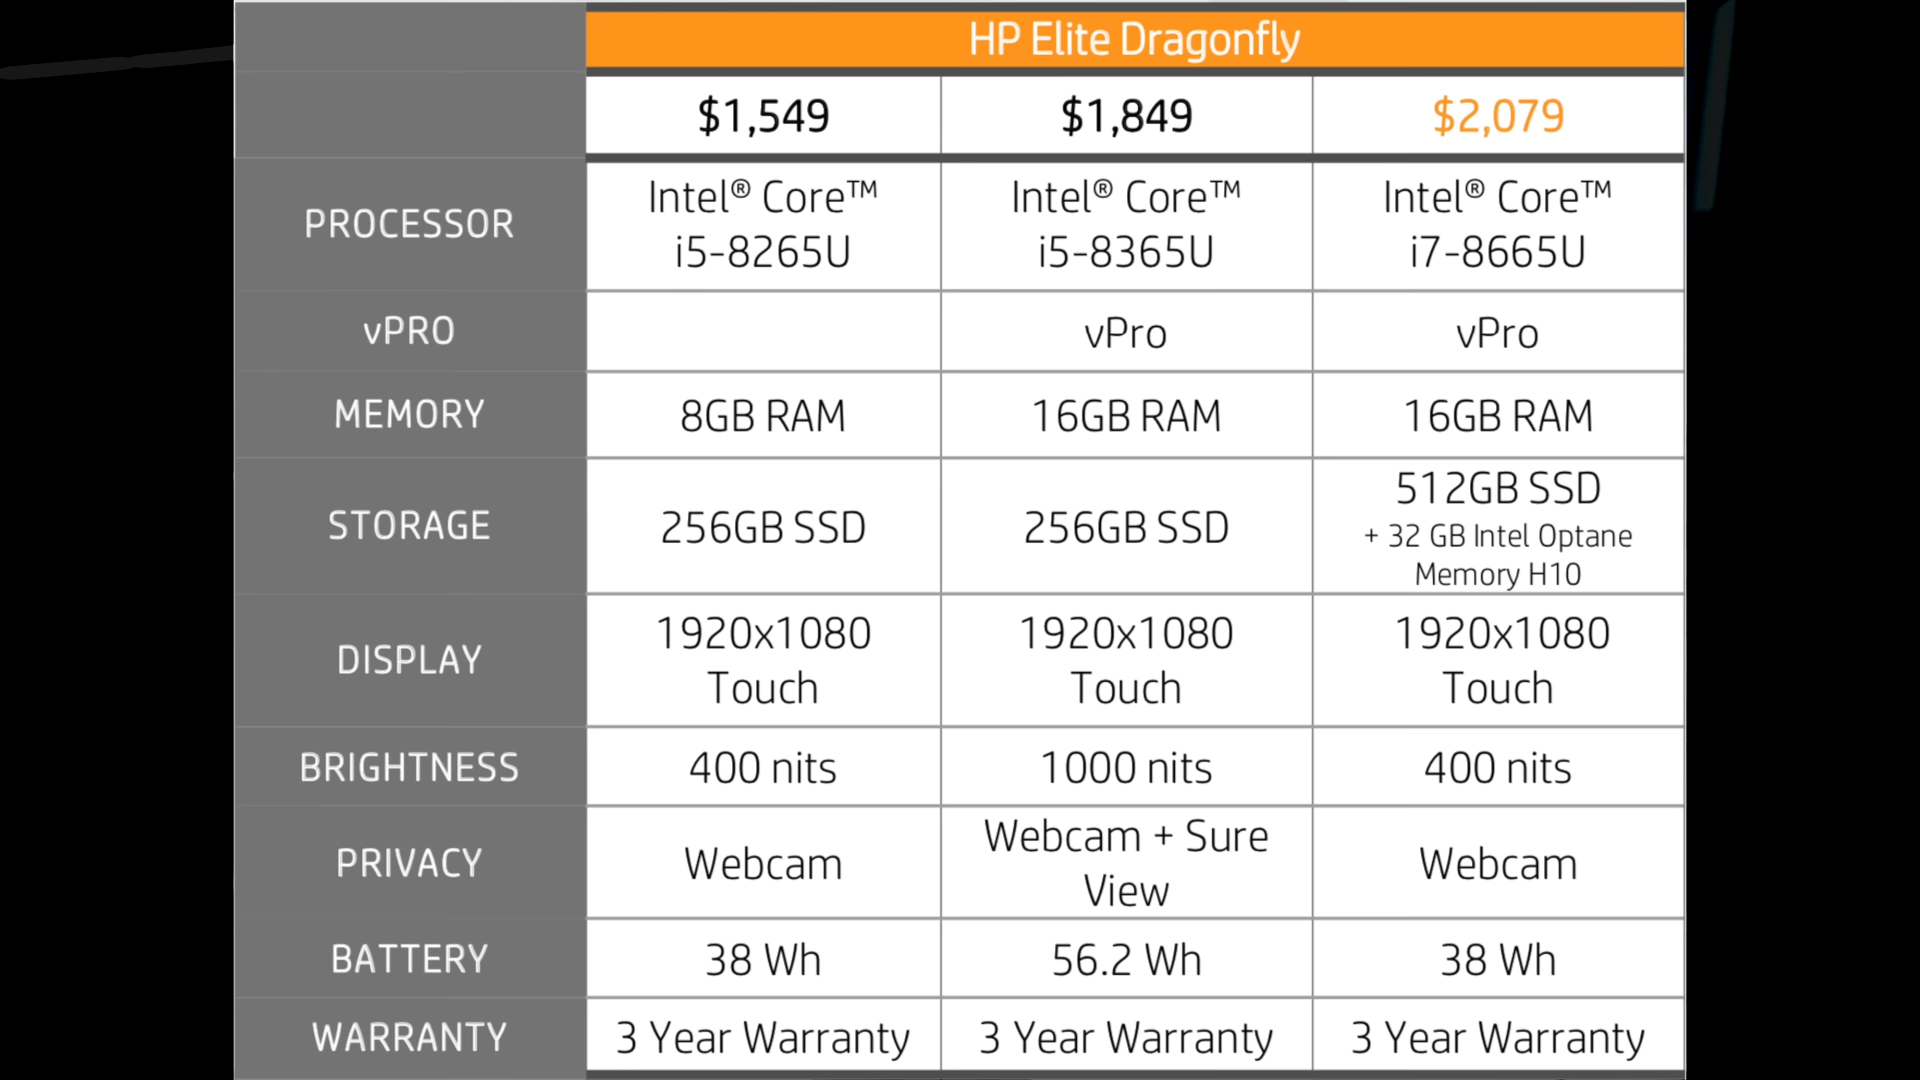 HP Elite Dragonfly
$1,549 $1,849 $2,079
PROCESSOR Intel® Core™ i5-8265U Intel® Core™ i5-8365U Intel® Core™ i7-8665U
vPRO vPro vPro
MEMORY 8GB RAM 16GB RAM 16GB RAM
STORAGE 256GB SSD 256GB SSD 512GB SSD + 32 GB Intel Optane Memory H10
DISPLAY 1920x1080 Touch 1920x1080 Touch 1920x1080 Touch
BRIGHTNESS 400 nits 1000 nits 400 nits
PRIVACY Webcam Webcam + Sure View Webcam
BATTERY 38 Wh 56.2 Wh 38 Wh
WARRANTY 3 Year Warranty 3 Year Warranty 3 Year Warranty